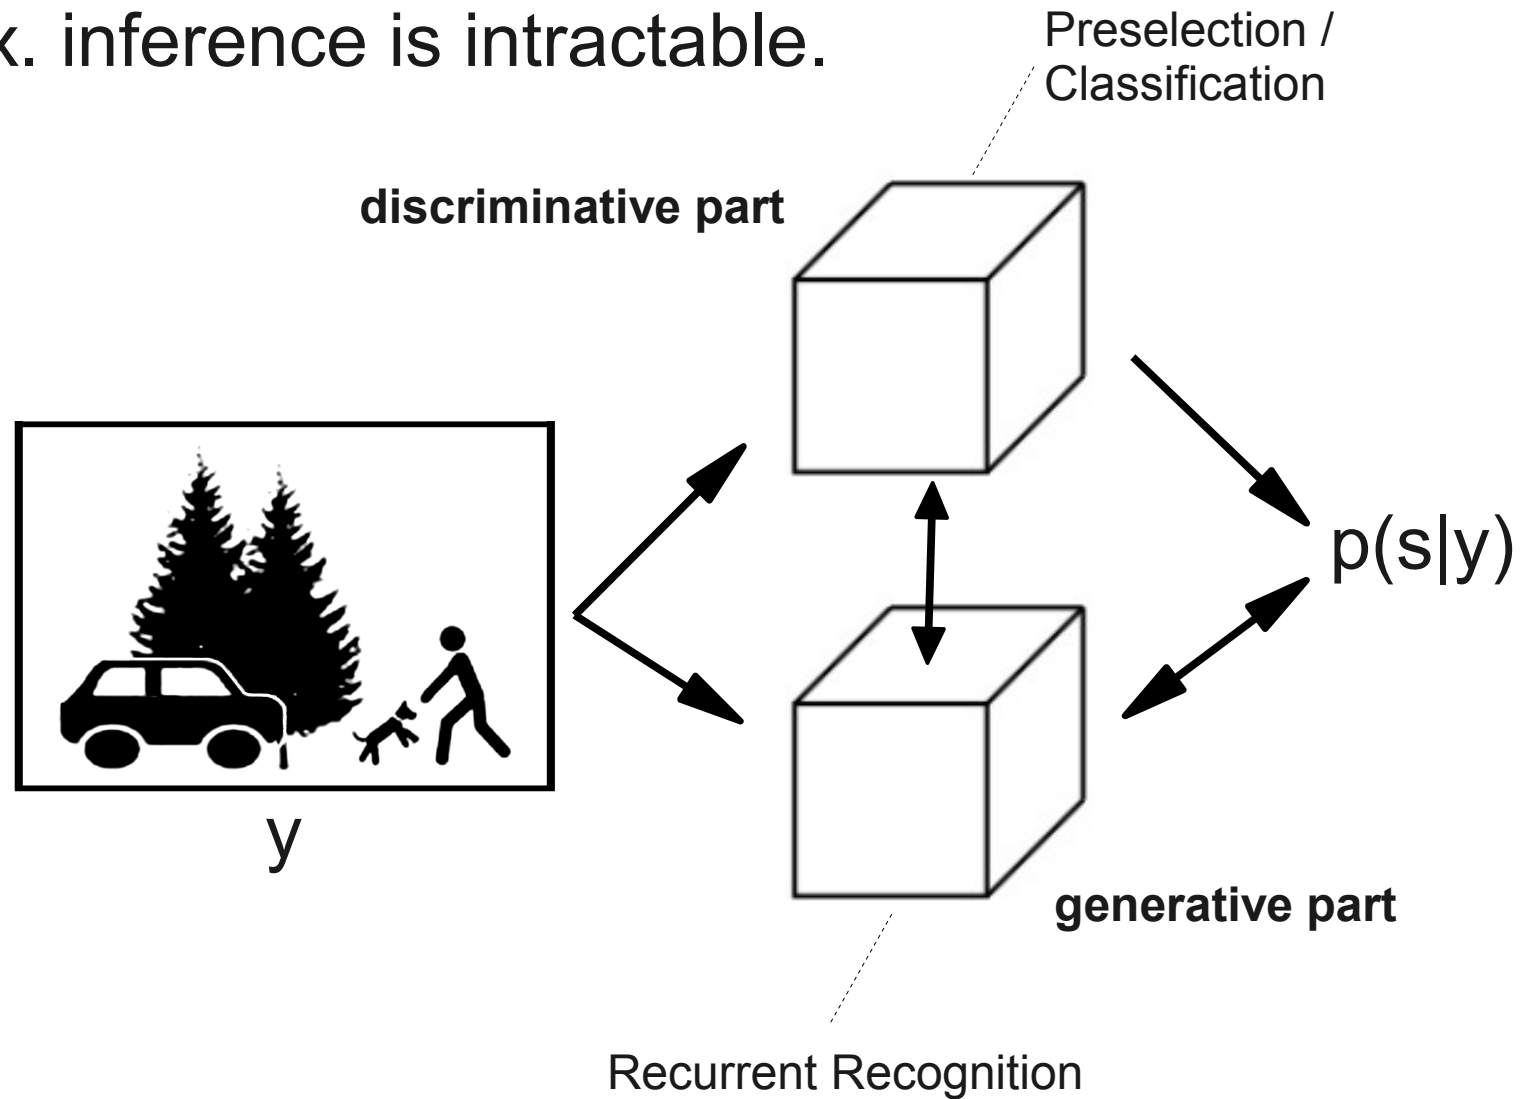 x. inference is intractable.
Preselection /
Classification
discriminative part
p(s|y)
y
generative part
Recurrent Recognition